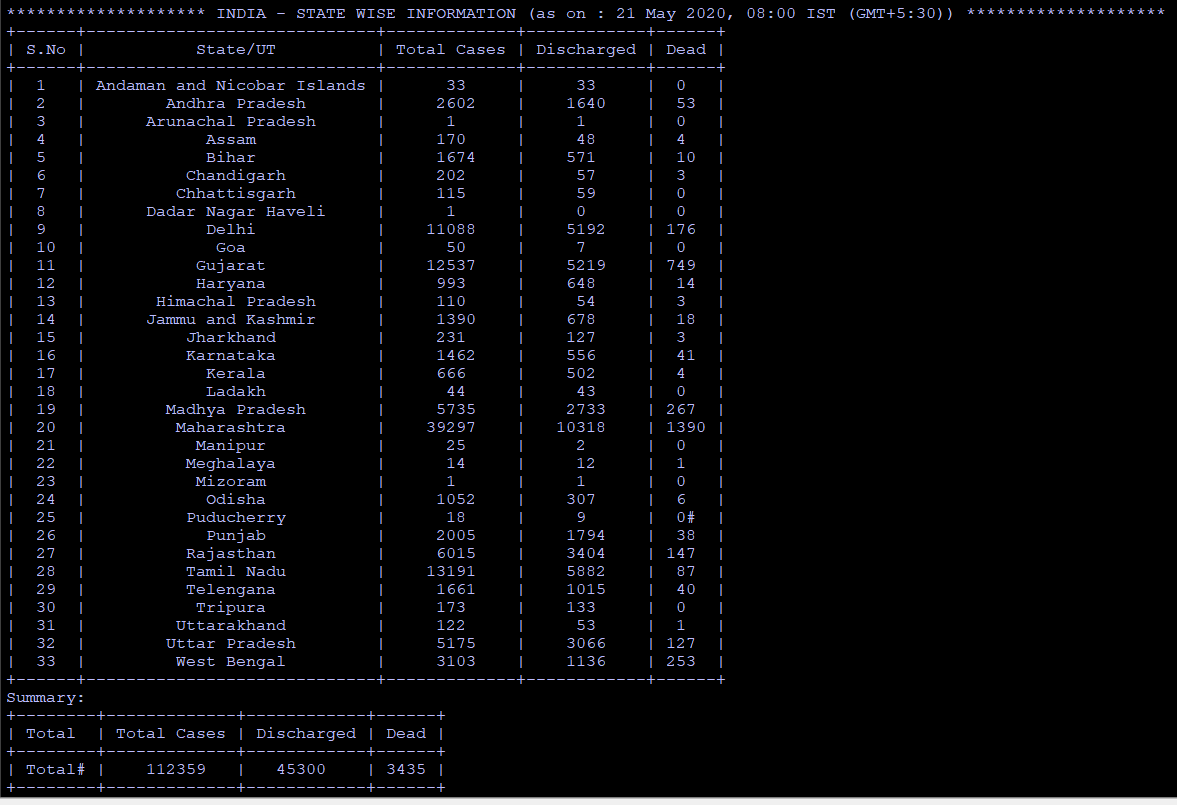 ******************** INDIA - STATE WISE INFORMATION (as on : 21 May 2020, 08:00 IST (GMT+5:30)) ********************
+------+-----------------------------+-------------+------------+------+
| S.No |           State/UT          | Total Cases | Discharged | Dead |
+------+-----------------------------+-------------+------------+------+
|  1   | Andaman and Nicobar Islands |      33     |     33     |  0   |
|  2   |        Andhra Pradesh       |     2602    |    1640    |  53  |
|  3   |      Arunachal Pradesh      |      1      |     1      |  0   |
|  4   |            Assam            |     170     |     48     |  4   |
|  5   |            Bihar            |     1674    |    571     |  10  |
|  6   |          Chandigarh         |     202     |     57     |  3   |
|  7   |         Chhattisgarh        |     115     |     59     |  0   |
|  8   |      Dadar Nagar Haveli     |      1      |     0      |  0   |
|  9   |            Delhi            |    11088    |    5192    | 176  |
|  10  |             Goa             |      50     |     7      |  0   |
|  11  |           Gujarat           |    12537    |    5219    | 749  |
|  12  |           Haryana           |     993     |    648     |  14  |
|  13  |       Himachal Pradesh      |     110     |     54     |  3   |
|  14  |      Jammu and Kashmir      |     1390    |    678     |  18  |
|  15  |          Jharkhand          |     231     |    127     |  3   |
|  16  |          Karnataka          |     1462    |    556     |  41  |
|  17  |            Kerala           |     666     |    502     |  4   |
|  18  |            Ladakh           |      44     |     43     |  0   |
|  19  |        Madhya Pradesh       |     5735    |    2733    | 267  |
|  20  |         Maharashtra         |    39297    |   10318    | 1390 |
|  21  |           Manipur           |      25     |     2      |  0   |
|  22  |          Meghalaya          |      14     |     12     |  1   |
|  23  |           Mizoram           |      1      |     1      |  0   |
|  24  |            Odisha           |     1052    |    307     |  6   |
|  25  |          Puducherry         |      18     |     9      |  0#  |
|  26  |            Punjab           |     2005    |    1794    |  38  |
|  27  |          Rajasthan          |     6015    |    3404    | 147  |
|  28  |          Tamil Nadu         |    13191    |    5882    |  87  |
|  29  |          Telengana          |     1661    |    1015    |  40  |
|  30  |           Tripura           |     173     |    133     |  0   |
|  31  |         Uttarakhand         |     122     |     53     |  1   |
|  32  |        Uttar Pradesh        |     5175    |    3066    | 127  |
|  33  |         West Bengal         |     3103    |    1136    | 253  |
+------+-----------------------------+-------------+------------+------+
Summary:
+--------+-------------+------------+------+
| Total  | Total Cases | Discharged | Dead |
+--------+-------------+------------+------+
| Total# |    112359   |   45300    | 3435 |
+--------+-------------+------------+------+